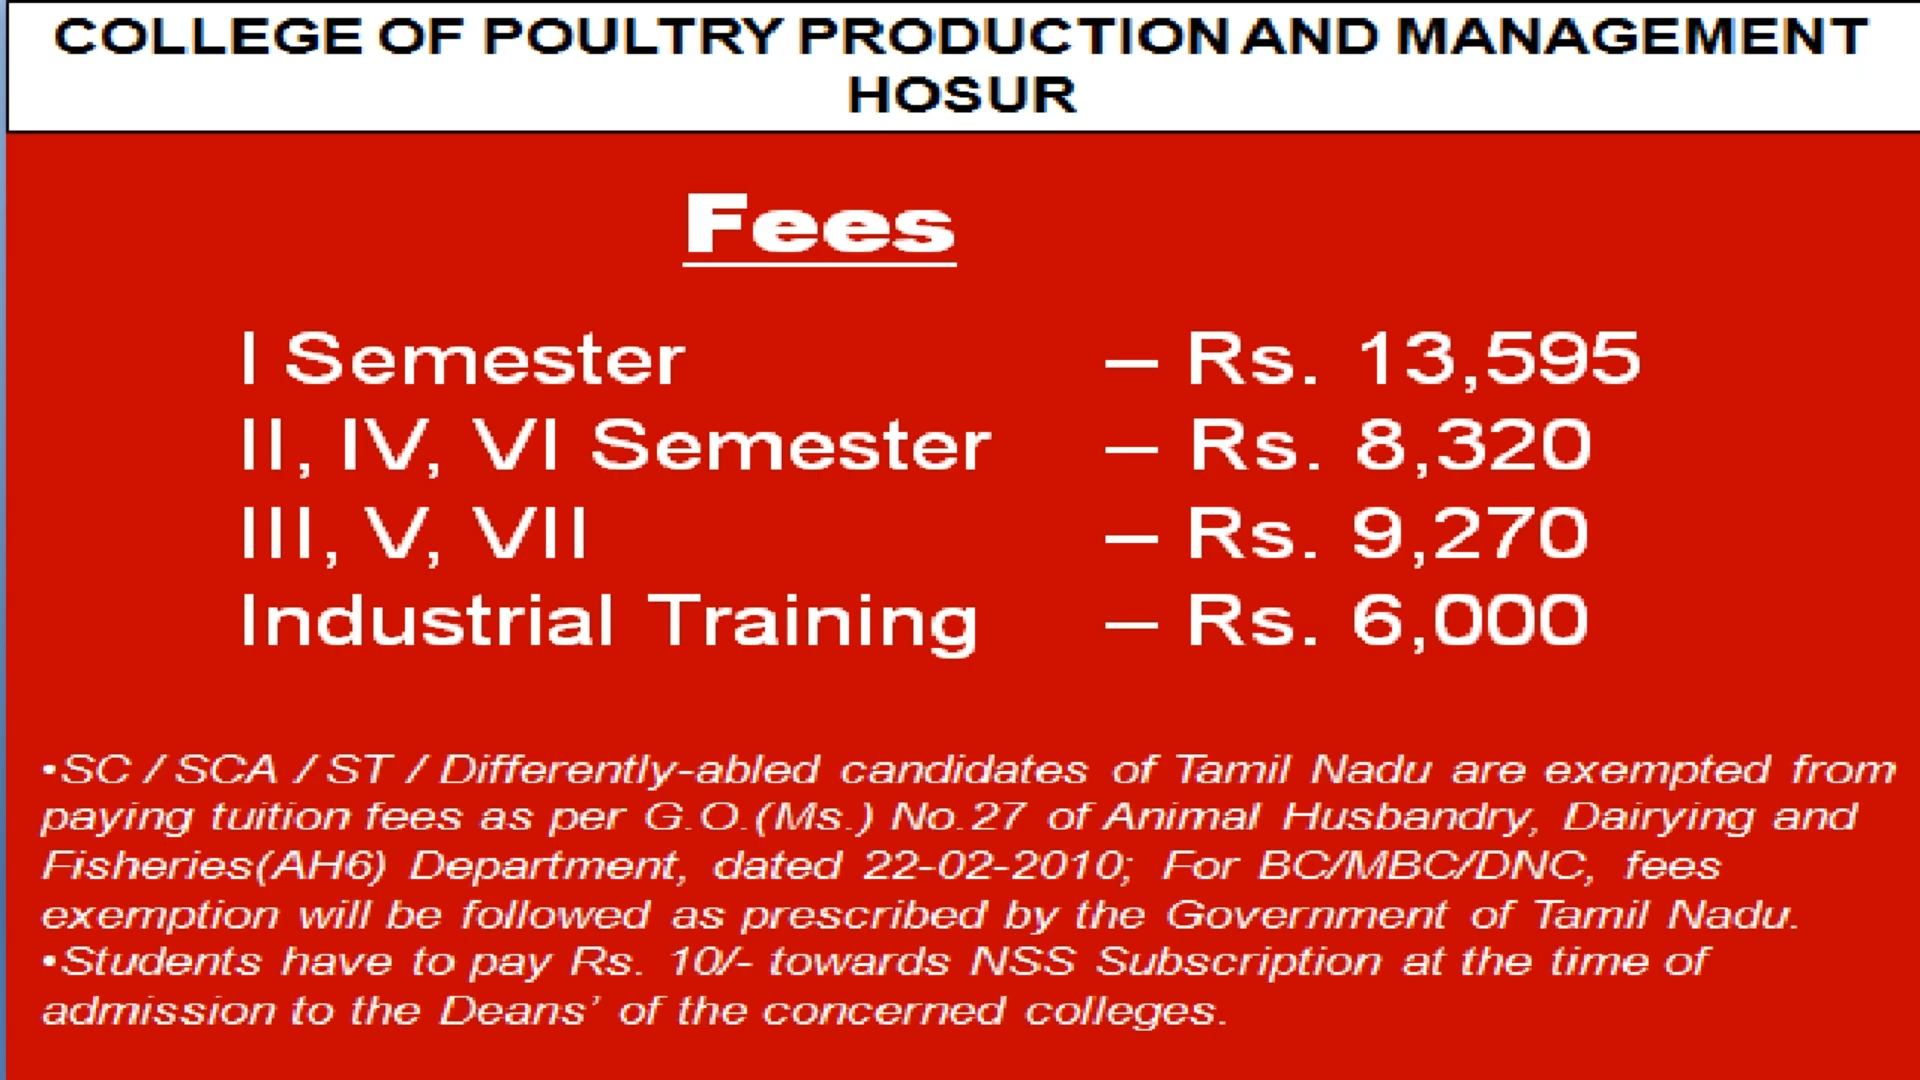 COLLEGE OF POULTRY PRODUCTION AND MANAGEMENT
HOSUR
Fees
I Semester – Rs. 13,595
II, IV, VI Semester – Rs. 8,320
III, V, VII – Rs. 9,270
Industrial Training – Rs. 6,000
•SC / SCA / ST / Differently-abled candidates of Tamil Nadu are exempted from
paying tuition fees as per G.O.(Ms.) No.27 of Animal Husbandry, Dairying and
Fisheries(AH6) Department, dated 22-02-2010; For BC/MBC/DNC, fees
exemption will be followed as prescribed by the Government of Tamil Nadu.
•Students have to pay Rs. 10/- towards NSS Subscription at the time of
admission to the Deans’ of the concerned colleges.